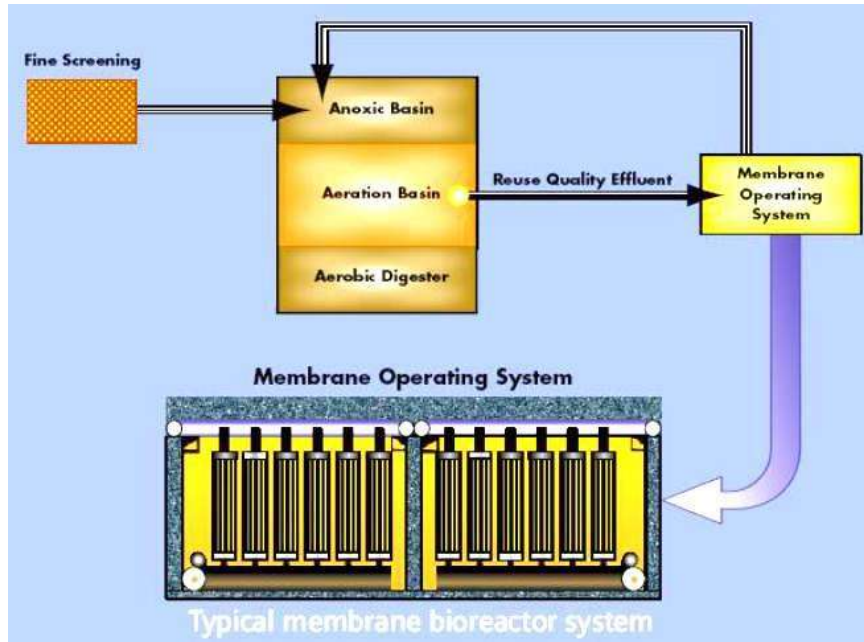 Fine Screening
Anoxic Basin
Aeration Basin
Reuse Quality Effluent
Membrane
Operating
System
Aerobic Digester
Membrane Operating System
Typical membrane bioreactor system